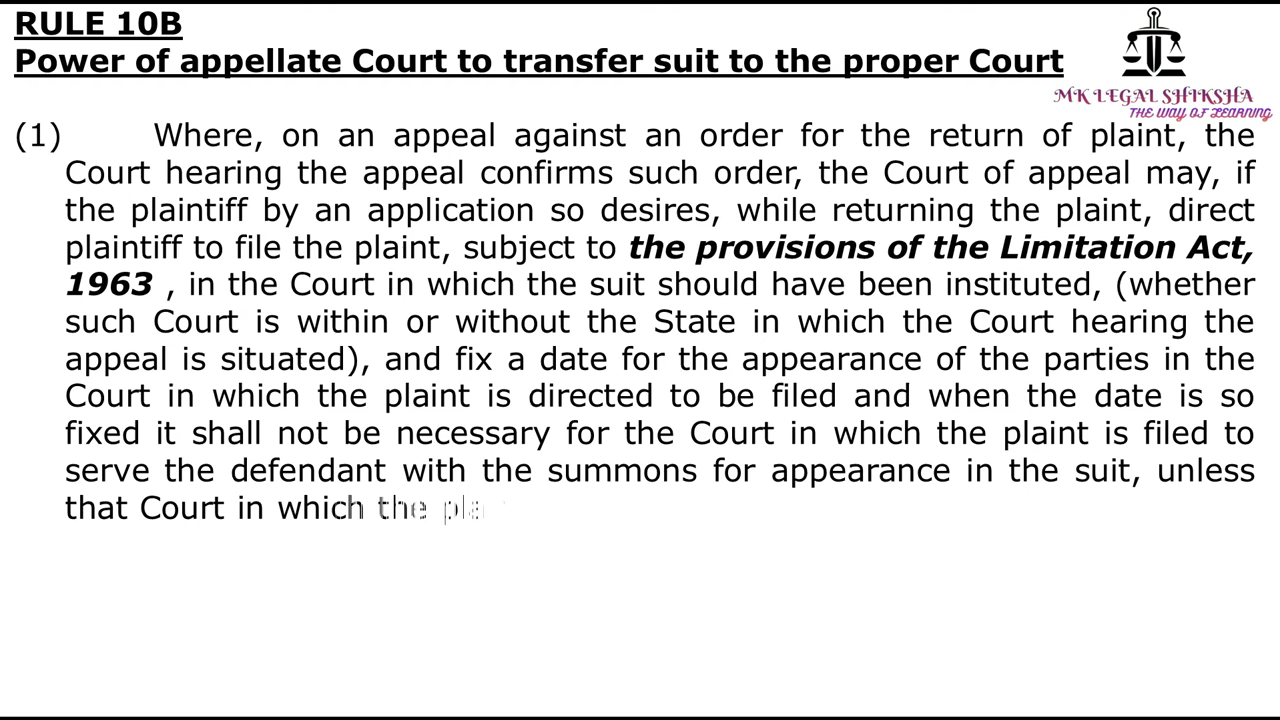 RULE 10B
Power of appellate Court to transfer suit to the proper Court
MK LEGAL SHIKSHA
THE WAY OF LEARNING
(1) Where, on an appeal against an order for the return of plaint, the
Court hearing the appeal confirms such order, the Court of appeal may, if
the plaintiff by an application so desires, while returning the plaint, direct
plaintiff to file the plaint, subject to the provisions of the Limitation Act,
1963 , in the Court in which the suit should have been instituted, (whether
such Court is within or without the State in which the Court hearing the
appeal is situated), and fix a date for the appearance of the parties in the
Court in which the plaint is directed to be filed and when the date is so
fixed it shall not be necessary for the Court in which the plaint is filed to
serve the defendant with the summons for appearance in the suit, unless
that Court in which the